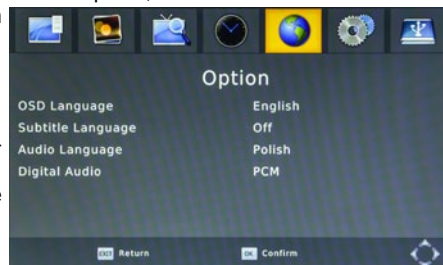 Option
OSD Language English
Subtitle Language Off
Audio Language Polish
Digital Audio PCM
EXIT Return OK Confirm